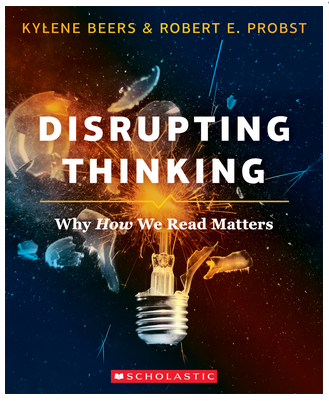 KYLENE BEERS & ROBERT E. PROBST
DISRUPTING
THINKING
Why How We Read Matters
SCHOLASTIC